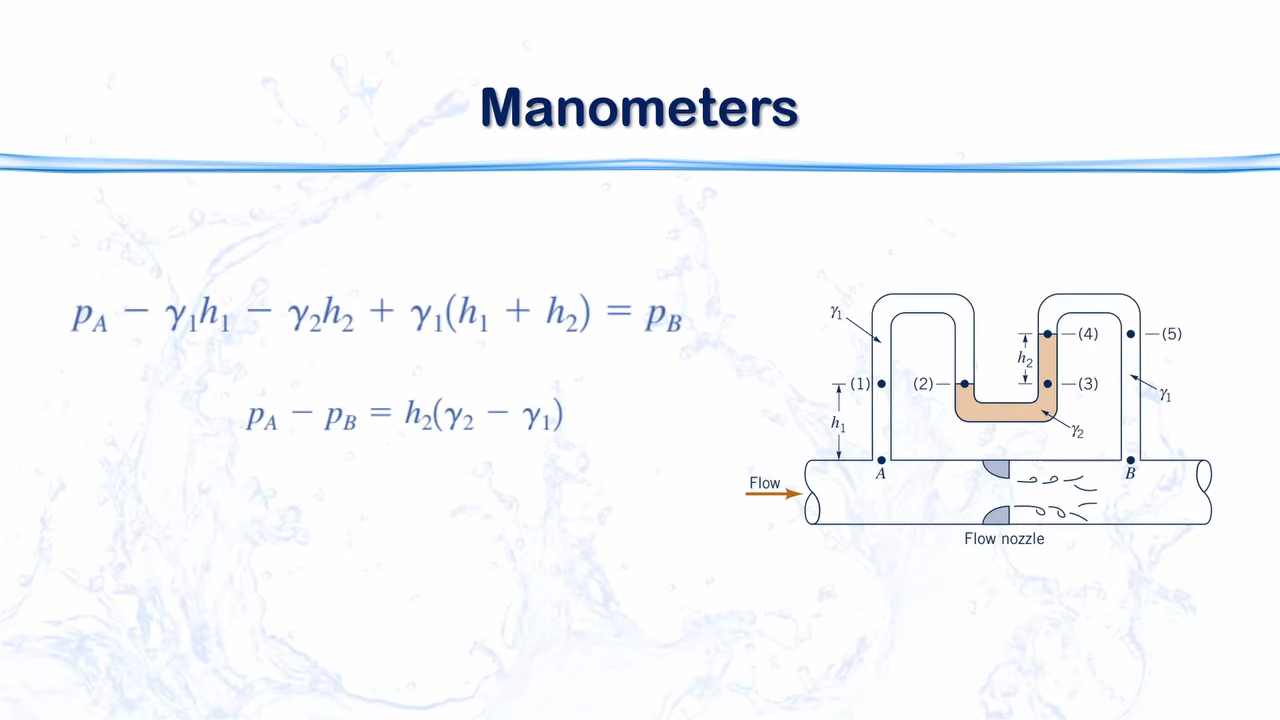 Manometers
p_A − γ₁h₁ − γ₂h₂ + γ₁(h₁ + h₂) = p_B
p_A − p_B = h₂(γ₂ − γ₁)
γ₁
(4)
(5)
h₂
(1)
(2)
(3)
γ₁
h₁
γ₂
A
B
Flow
Flow nozzle